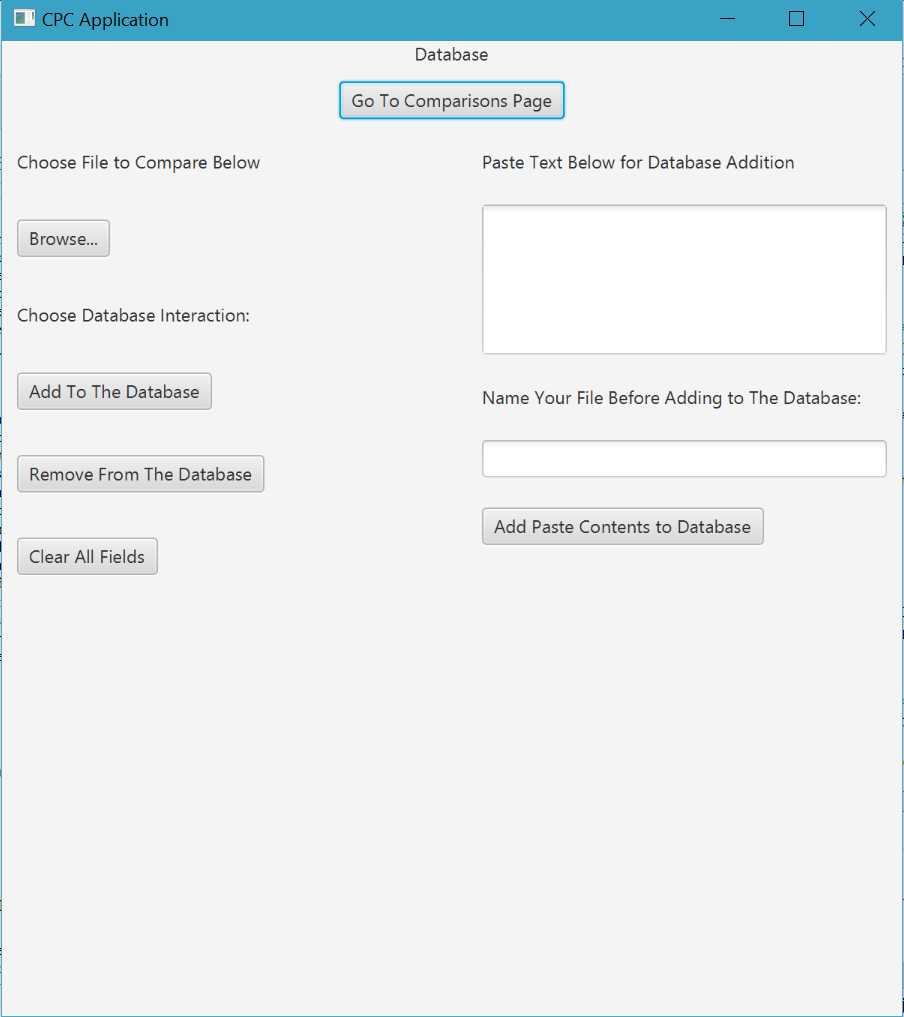 CPC Application
Database
Go To Comparisons Page
Choose File to Compare Below
Browse...
Choose Database Interaction:
Add To The Database
Remove From The Database
Clear All Fields
Paste Text Below for Database Addition
Name Your File Before Adding to The Database:
Add Paste Contents to Database